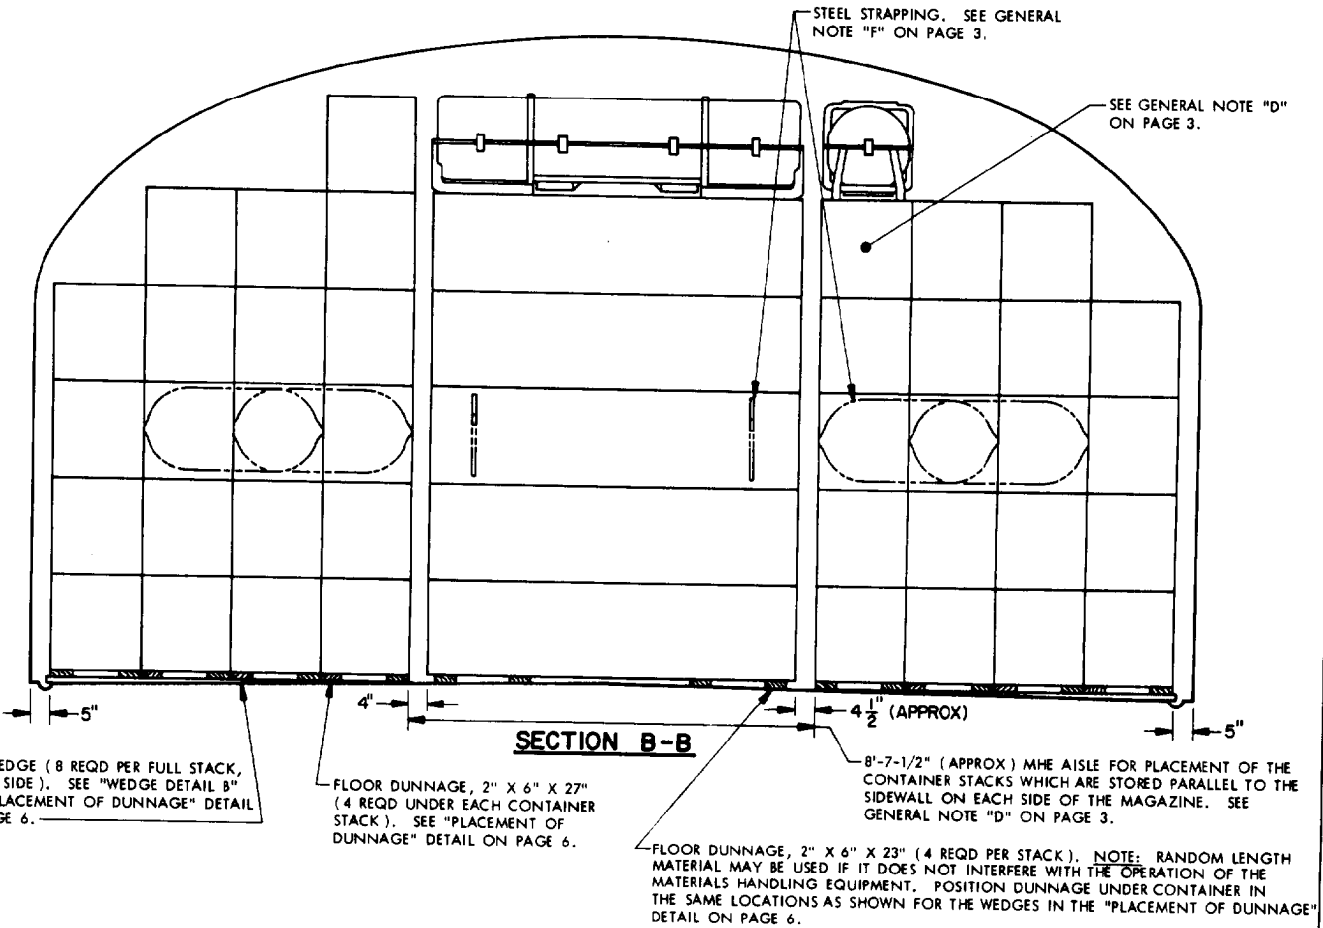 STEEL STRAPPING. SEE GENERAL
NOTE "F" ON PAGE 3.
SEE GENERAL NOTE "D"
ON PAGE 3.
5"
4"
4 1/2" (APPROX)
5"
SECTION B-B
EDGE (8 REQD PER FULL STACK,
SIDE). SEE "WEDGE DETAIL B"
LACEMENT OF DUNNAGE" DETAIL
GE 6.
FLOOR DUNNAGE, 2" X 6" X 27"
(4 REQD UNDER EACH CONTAINER
STACK). SEE "PLACEMENT OF
DUNNAGE" DETAIL ON PAGE 6.
8'-7-1/2" (APPROX) MHE AISLE FOR PLACEMENT OF THE
CONTAINER STACKS WHICH ARE STORED PARALLEL TO THE
SIDEWALL ON EACH SIDE OF THE MAGAZINE. SEE
GENERAL NOTE "D" ON PAGE 3.
FLOOR DUNNAGE, 2" X 6" X 23" (4 REQD PER STACK). NOTE: RANDOM LENGTH
MATERIAL MAY BE USED IF IT DOES NOT INTERFERE WITH THE OPERATION OF THE
MATERIALS HANDLING EQUIPMENT. POSITION DUNNAGE UNDER CONTAINER IN
THE SAME LOCATIONS AS SHOWN FOR THE WEDGES IN THE "PLACEMENT OF DUNNAGE"
DETAIL ON PAGE 6.